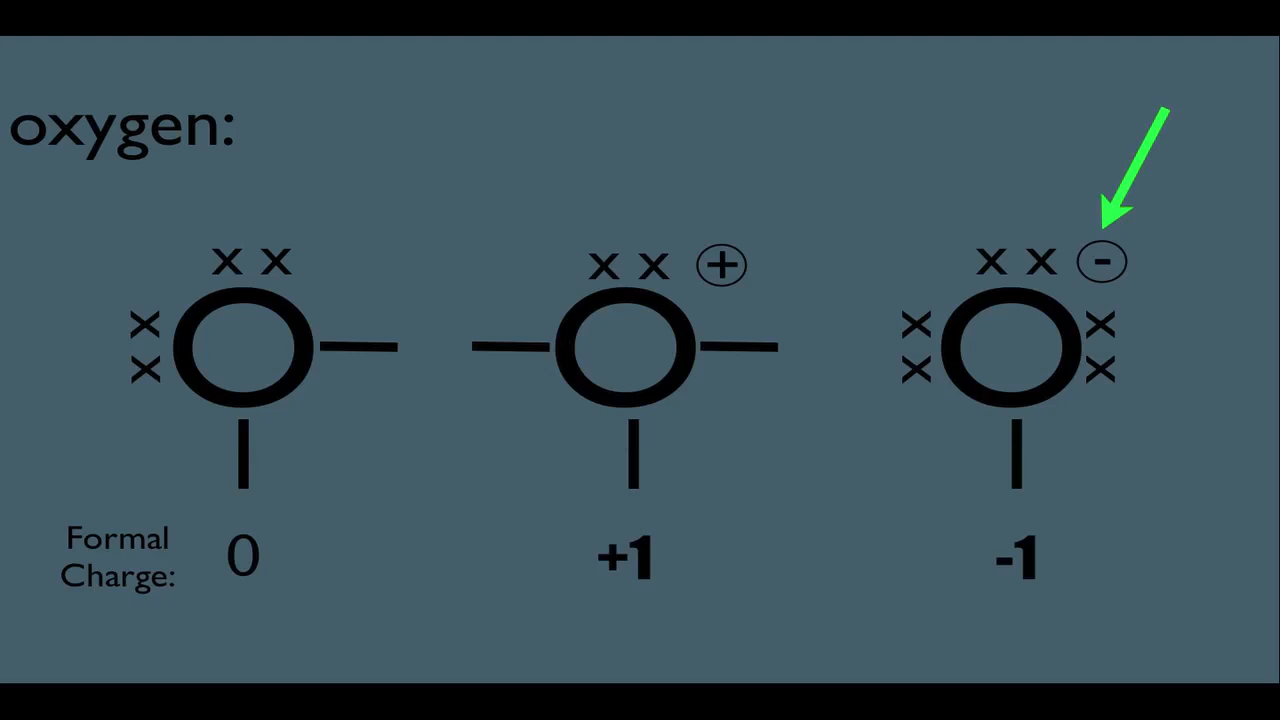 oxygen:
x x x x + x x -
x x x
O O O
x x x
Formal
Charge: 0 +1 -1